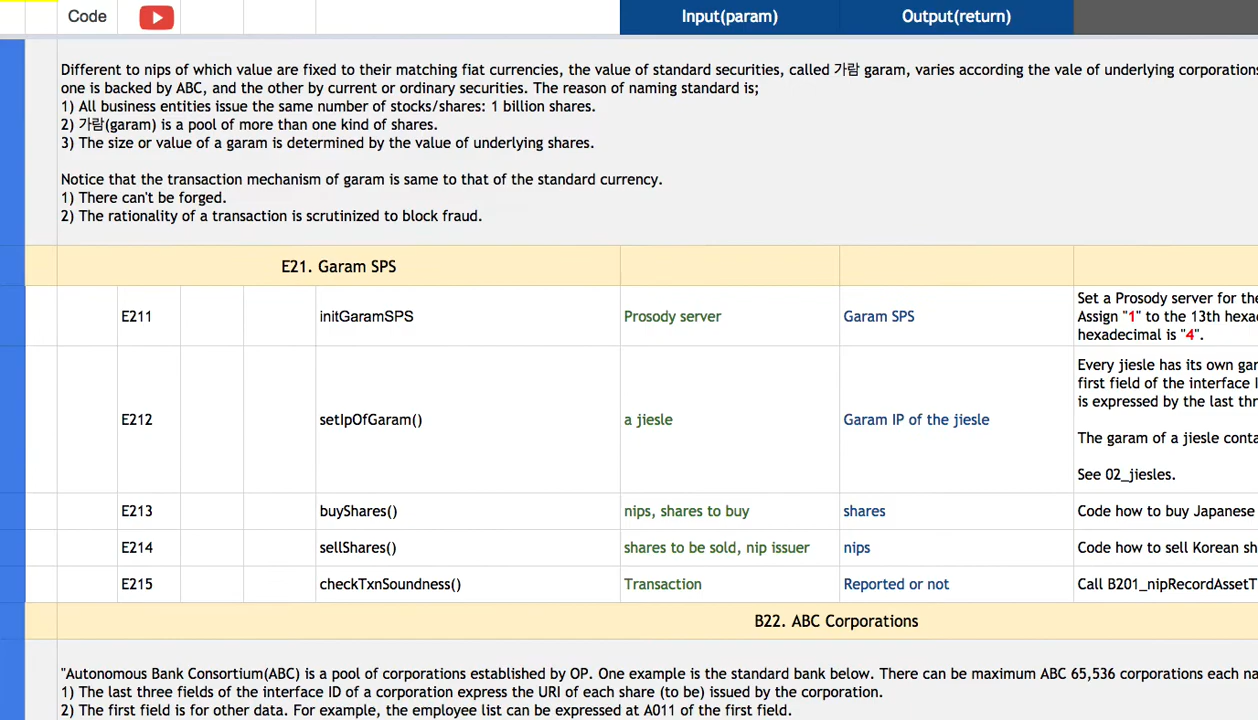 Code Input(param) Output(return)
Different to nips of which value are fixed to their matching fiat currencies, the value of standard securities, called 가람 garam, varies according the vale of underlying corporations
one is backed by ABC, and the other by current or ordinary securities. The reason of naming standard is;
1) All business entities issue the same number of stocks/shares: 1 billion shares.
2) 가람(garam) is a pool of more than one kind of shares.
3) The size or value of a garam is determined by the value of underlying shares.
Notice that the transaction mechanism of garam is same to that of the standard currency.
1) There can't be forged.
2) The rationality of a transaction is scrutinized to block fraud.
E21. Garam SPS
E211 initGaramSPS Prosody server Garam SPS
Set a Prosody server for the
Assign "1" to the 13th hexa
hexadecimal is "4".
E212 setIpOfGaram() a jiesle Garam IP of the jiesle
Every jiesle has its own gar
first field of the interface I
is expressed by the last thr
The garam of a jiesle conta
See 02_jiesles.
E213 buyShares() nips, shares to buy shares Code how to buy Japanese
E214 sellShares() shares to be sold, nip issuer nips Code how to sell Korean sh
E215 checkTxnSoundness() Transaction Reported or not Call B201_nipRecordAssetT
B22. ABC Corporations
"Autonomous Bank Consortium(ABC) is a pool of corporations established by OP. One example is the standard bank below. There can be maximum ABC 65,536 corporations each na
1) The last three fields of the interface ID of a corporation express the URI of each share (to be) issued by the corporation.
2) The first field is for other data. For example, the employee list can be expressed at A011 of the first field.